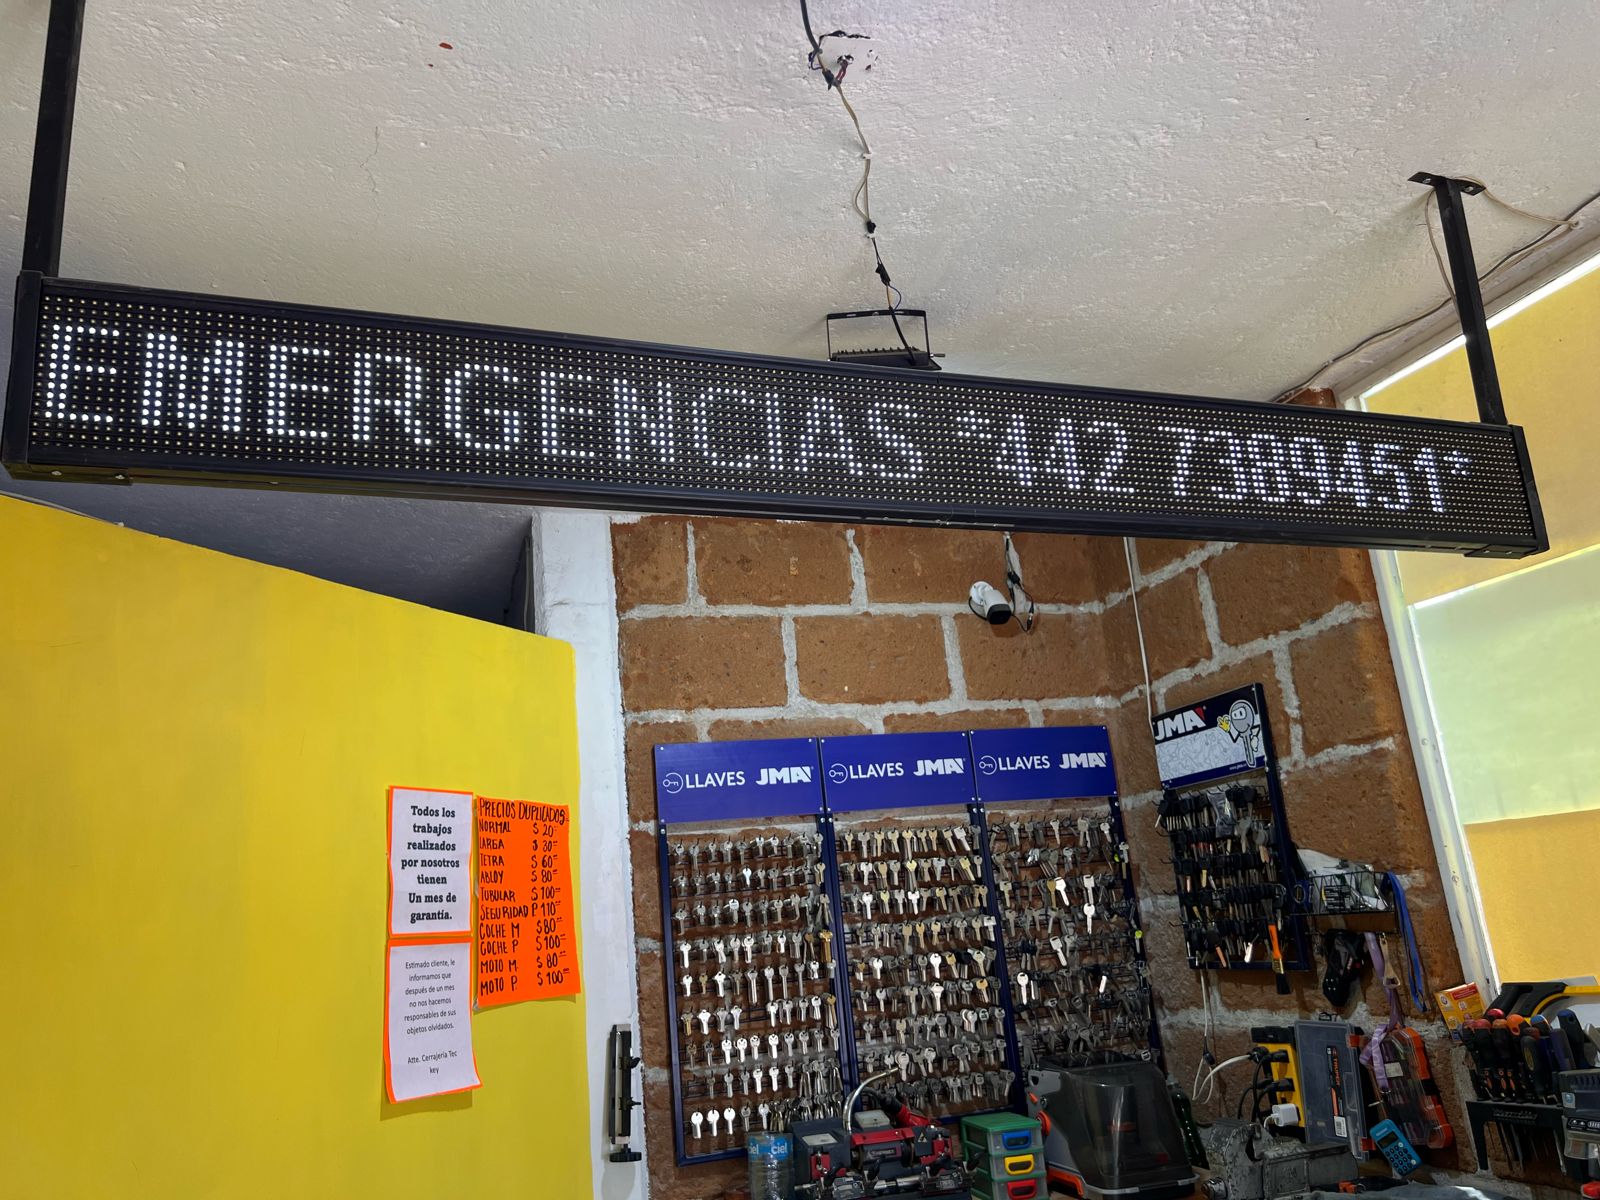 EMERGENCIAS *442 7389451*
LLAVES JMA
LLAVES JMA
LLAVES JMA
JMA
Todos los
trabajos
realizados
por nosotros
tienen
Un mes de
garantía.
PRECIOS DUPLICADOS
NORMAL $20
LARGA $30
TETRA $60
ABLOY $80
TUBULAR $100
SEGURIDAD P 110
COCHE M $80
COCHE P $100
MOTO M $80
MOTO P $100
Estimado cliente, le
informamos que
después de un mes
no nos hacemos
responsables de sus
objetos olvidados.
Atte. Cerrajería Tec
key
ciel
TRUPER